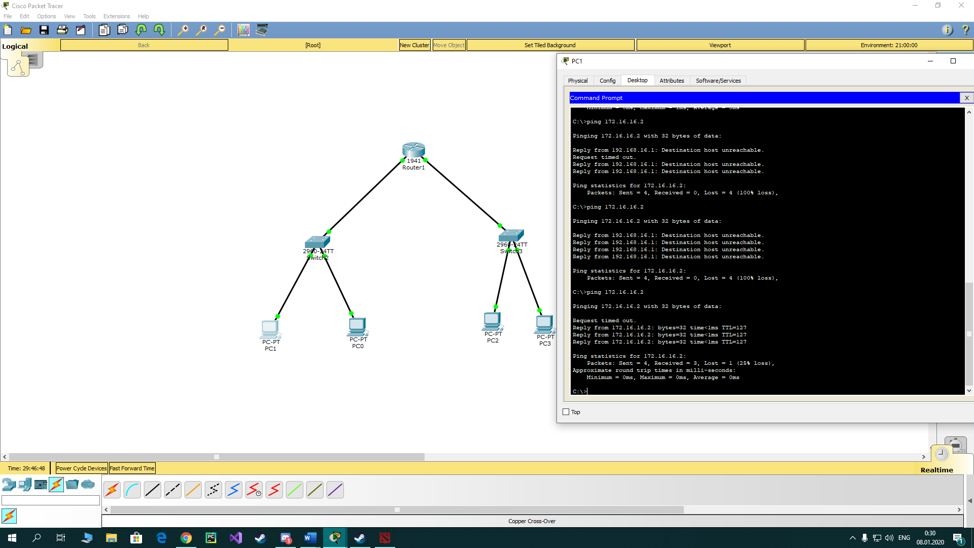 Cisco Packet Tracer
File Edit Options View Tools Extensions Help
Logical Back [Root] New Cluster Move Object Set Tiled Background Viewport Environment: 21:00:00
PC1
Physical Config Desktop Attributes Software/Services
Command Prompt X
C:\>ping 172.16.16.2
Pinging 172.16.16.2 with 32 bytes of data:
Reply from 192.168.16.1: Destination host unreachable.
Request timed out.
Reply from 192.168.16.1: Destination host unreachable.
Reply from 192.168.16.1: Destination host unreachable.
Ping statistics for 172.16.16.2:
Packets: Sent = 4, Received = 0, Lost = 4 (100% loss),
C:\>ping 172.16.16.2
Pinging 172.16.16.2 with 32 bytes of data:
Reply from 192.168.16.1: Destination host unreachable.
Reply from 192.168.16.1: Destination host unreachable.
Reply from 192.168.16.1: Destination host unreachable.
Reply from 192.168.16.1: Destination host unreachable.
Ping statistics for 172.16.16.2:
Packets: Sent = 4, Received = 0, Lost = 4 (100% loss),
C:\>ping 172.16.16.2
Pinging 172.16.16.2 with 32 bytes of data:
Request timed out.
Reply from 172.16.16.2: bytes=32 time<1ms TTL=127
Reply from 172.16.16.2: bytes=32 time<1ms TTL=127
Reply from 172.16.16.2: bytes=32 time<1ms TTL=127
Ping statistics for 172.16.16.2:
Packets: Sent = 4, Received = 3, Lost = 1 (25% loss),
Approximate round trip times in milli-seconds:
Minimum = 0ms, Maximum = 0ms, Average = 0ms
C:\>
Top
1941
Router1
PC-PT
PC1
PC-PT
PC0
PC-PT
PC2
PC-PT
PC3
Time: 29:46:48 Power Cycle Devices Fast Forward Time
Realtime
Copper Cross-Over
ENG
0:30
08.01.2020